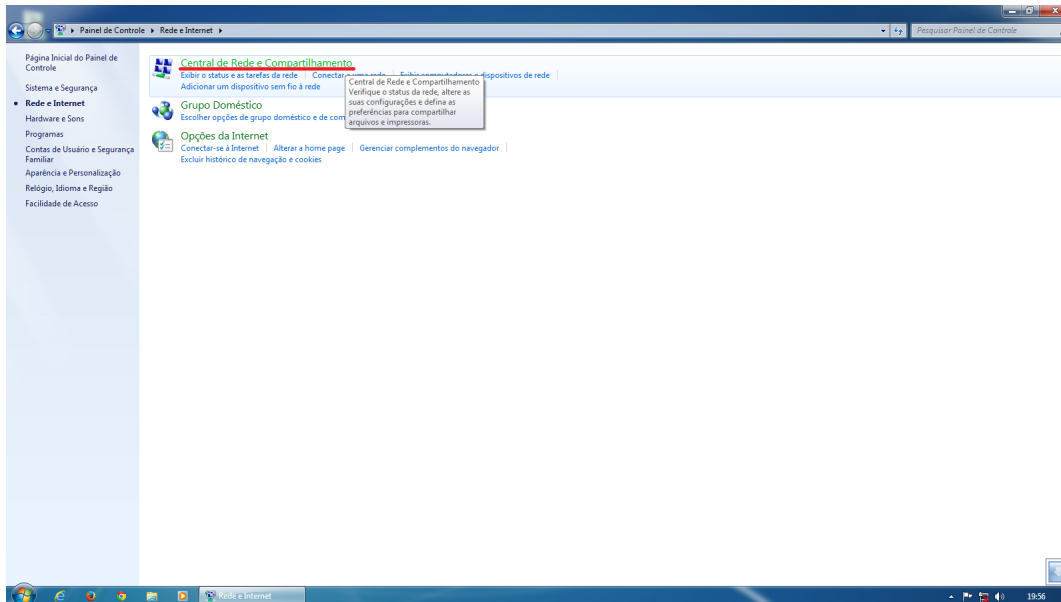 Painel de Controle ▸ Rede e Internet ▸
Pesquisar Painel de Controle
Página Inicial do Painel de
Controle
Sistema e Segurança
Rede e Internet
Hardware e Sons
Programas
Contas de Usuário e Segurança
Familiar
Aparência e Personalização
Relógio, Idioma e Região
Facilidade de Acesso
Central de Rede e Compartilhamento
Exibir o status e as tarefas da rede
Adicionar um dispositivo sem fio à rede
Central de Rede e Compartilhamento
Verifique o status da rede, altere as
suas configurações e defina as
preferências para compartilhar
arquivos e impressoras.
Grupo Doméstico
Escolher opções de grupo doméstico e de com
Opções da Internet
Conectar-se à Internet Alterar a home page Gerenciar complementos do navegador
Excluir histórico de navegação e cookies
Rede e Internet
19:56